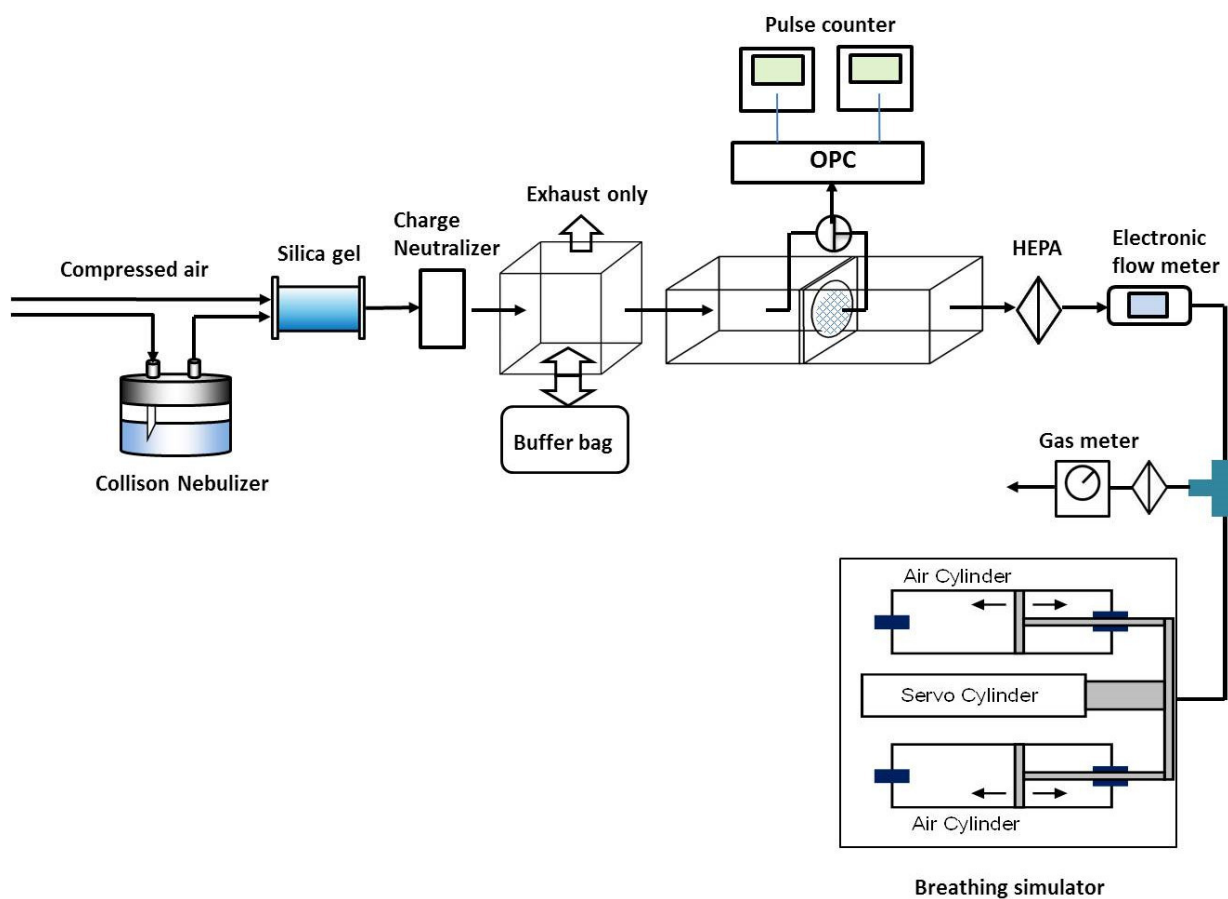 Pulse counter
OPC
Exhaust only
Charge
Neutralizer
Silica gel
Compressed air
HEPA
Electronic
flow meter
Buffer bag
Collison Nebulizer
Gas meter
Air Cylinder
Servo Cylinder
Air Cylinder
Breathing simulator